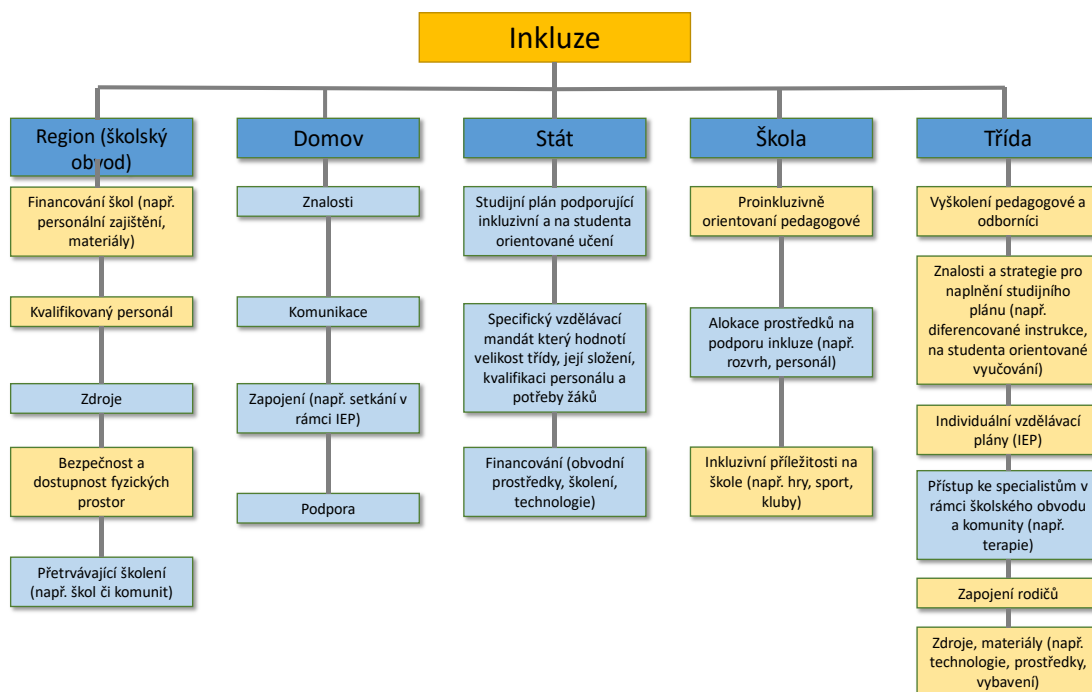 Inkluze
Region (školský
obvod)
Financování škol (např.
personální zajištění,
materiály)
Kvalifikovaný personál
Zdroje
Bezpečnost a
dostupnost fyzických
prostor
Přetrvávající školení
(např. škol či komunit)
Domov
Znalosti
Komunikace
Zapojení (např. setkání v
rámci IEP)
Podpora
Stát
Studijní plán podporující
inkluzivní a na studenta
orientované učení
Specifický vzdělávací
mandát který hodnotí
velikost třídy, její složení,
kvalifikaci personálu a
potřeby žáků
Financování (obvodní
prostředky, školení,
technologie)
Škola
Proinkluzivně
orientovaní pedagogové
Alokace prostředků na
podporu inkluze (např.
rozvrh, personál)
Inkluzivní příležitosti na
škole (např. hry, sport,
kluby)
Třída
Vyškolení pedagogové a
odborníci
Znalosti a strategie pro
naplnění studijního
plánu (např.
diferencované instrukce,
na studenta orientované
vyučování)
Individuální vzdělávací
plány (IEP)
Přístup ke specialistům v
rámci školského obvodu
a komunity (např.
terapie)
Zapojení rodičů
Zdroje, materiály (např.
technologie, prostředky,
vybavení)